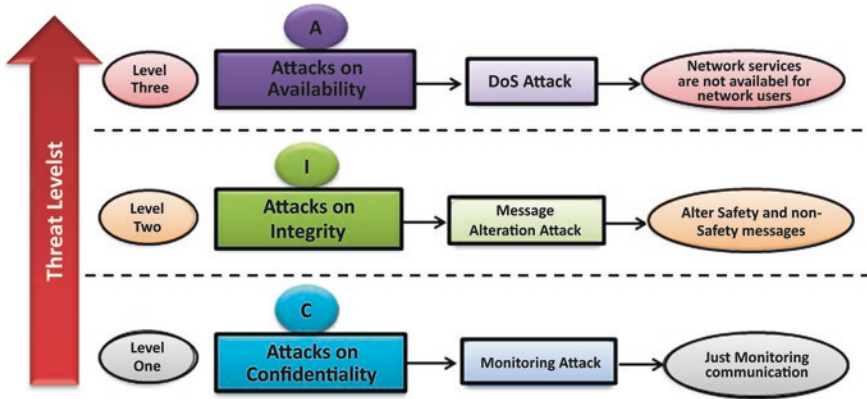 Threat Levelst
A
Level
Three
Attacks on
Availability
DoS Attack
Network services
are not availabel for
network users
I
Level
Two
Attacks on
Integrity
Message
Alteration Attack
Alter Safety and non-
Safety messages
C
Level
One
Attacks on
Confidentiality
Monitoring Attack
Just Monitoring
communication